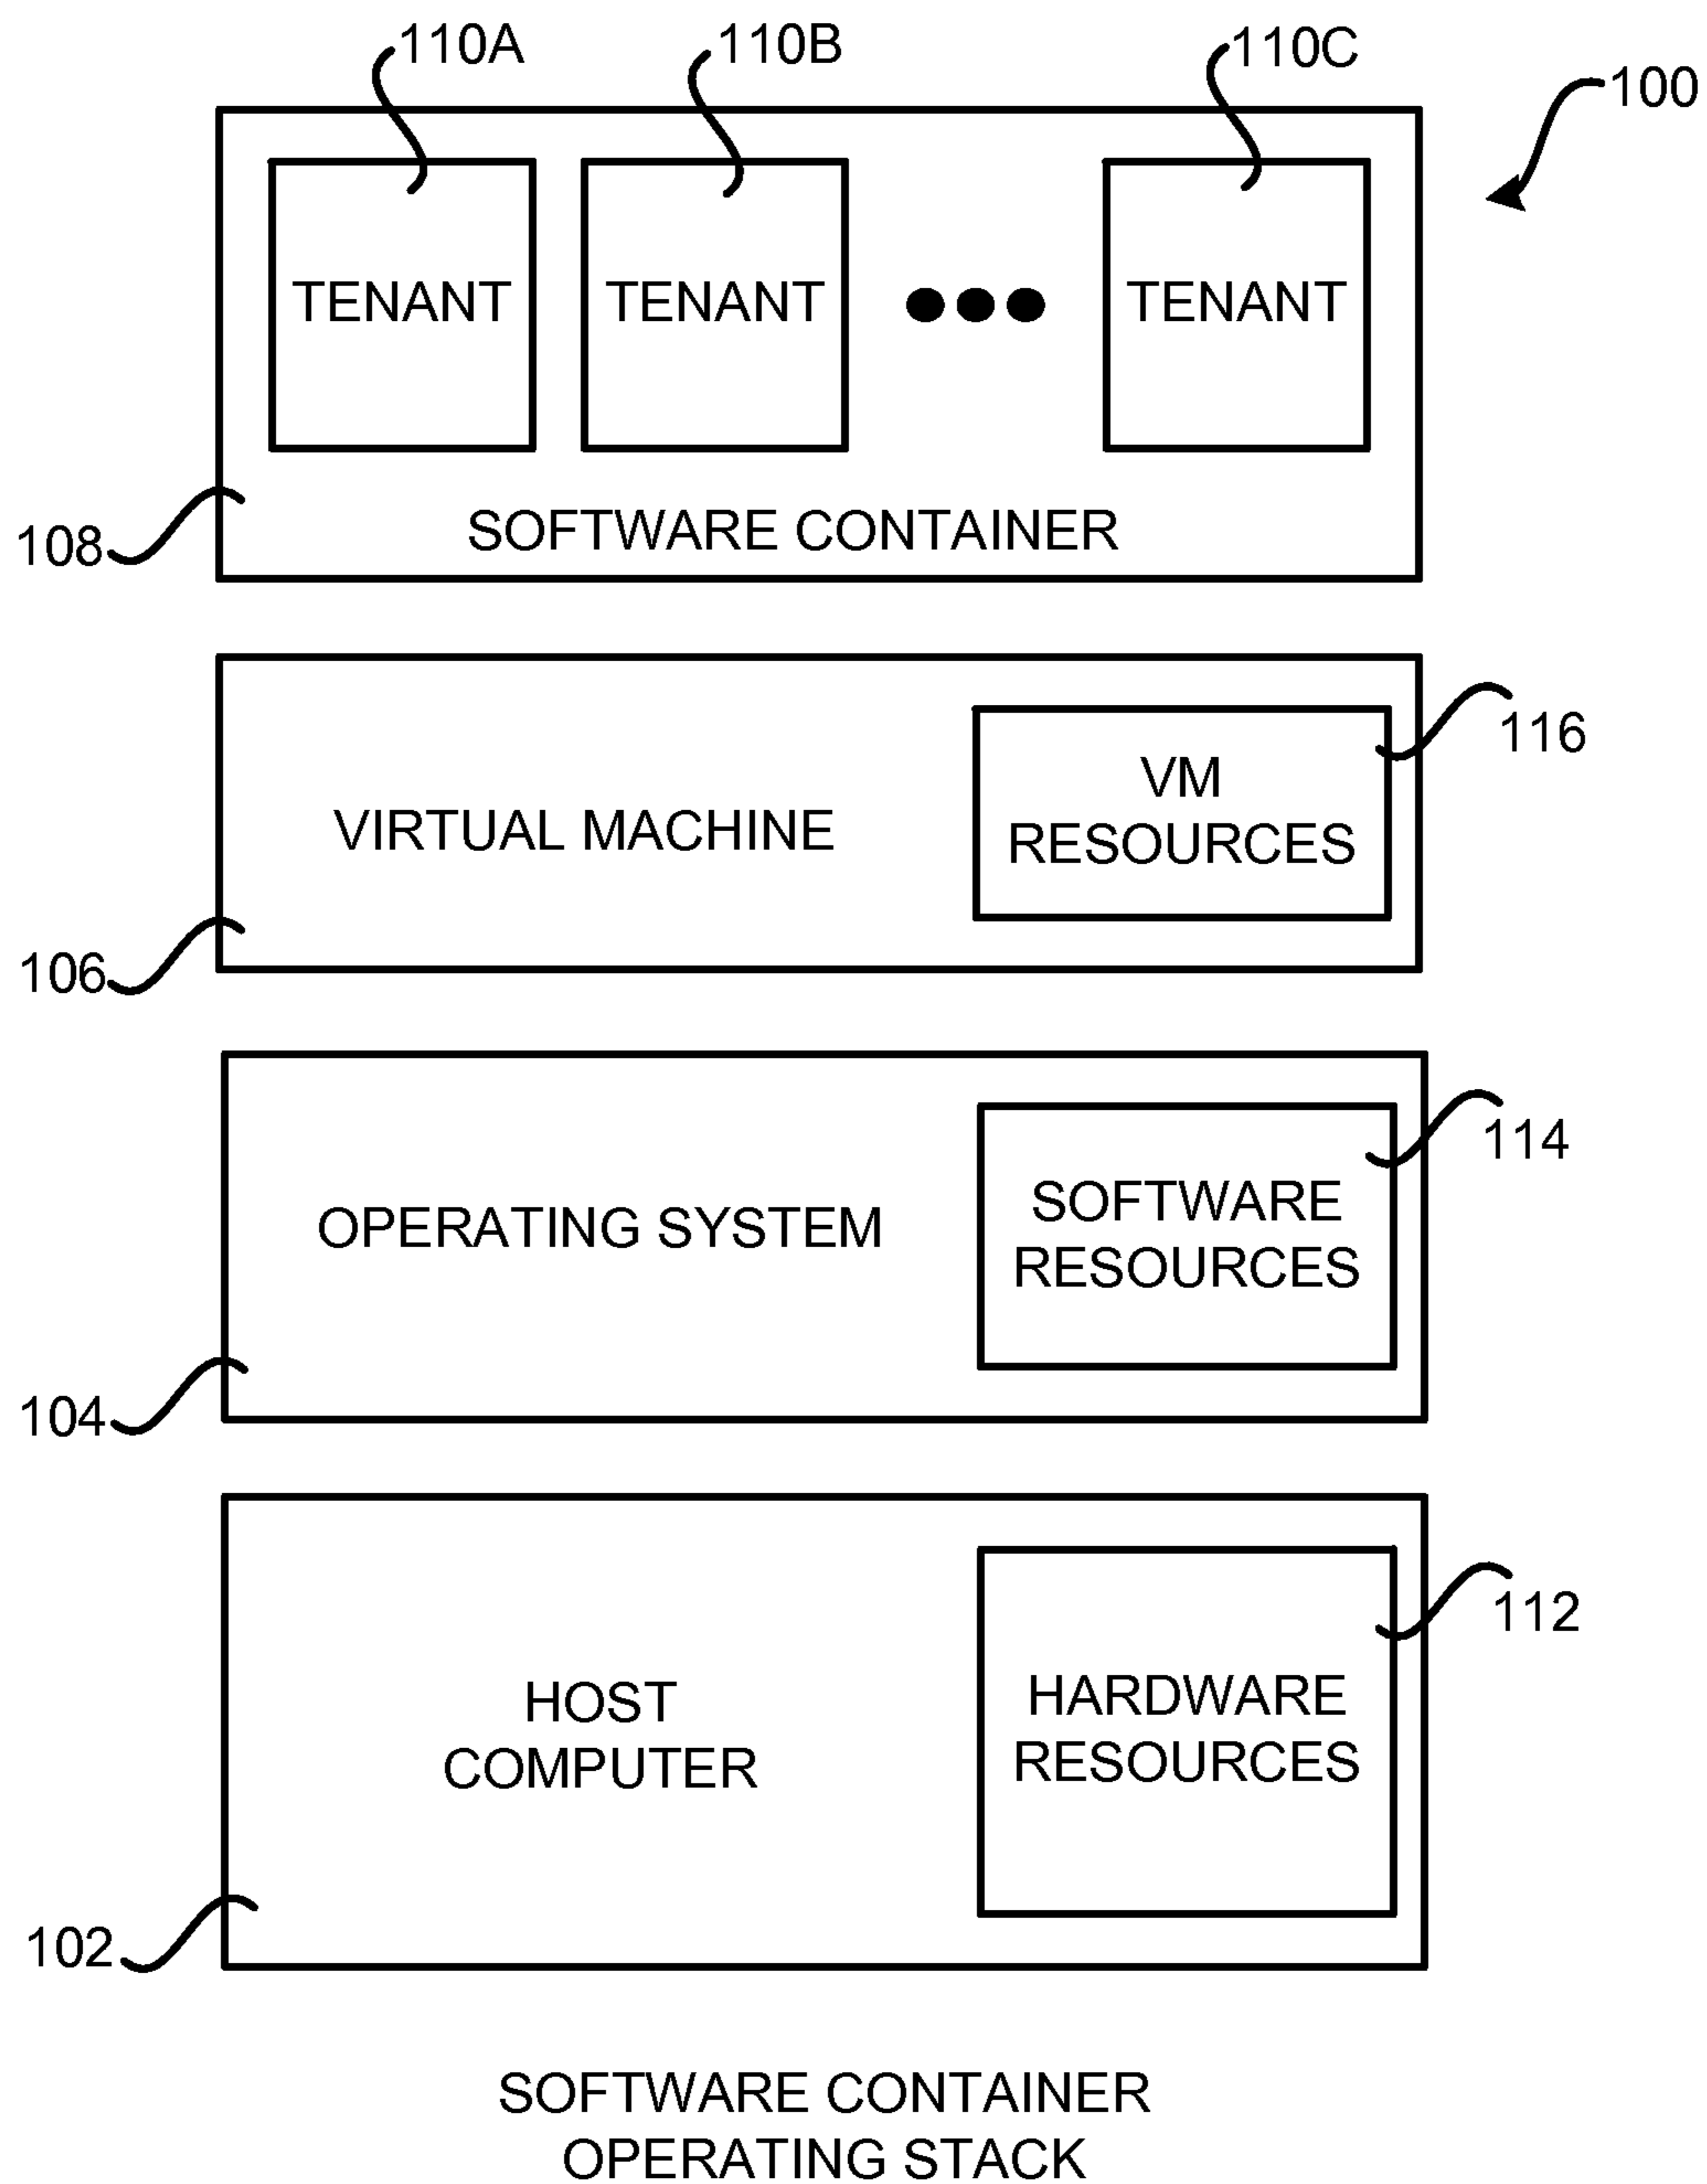 110A
110B
110C
100
TENANT
TENANT
TENANT
SOFTWARE CONTAINER
108
116
VM
RESOURCES
VIRTUAL MACHINE
106
114
SOFTWARE
RESOURCES
OPERATING SYSTEM
104
112
HARDWARE
RESOURCES
HOST
COMPUTER
102
SOFTWARE CONTAINER
OPERATING STACK